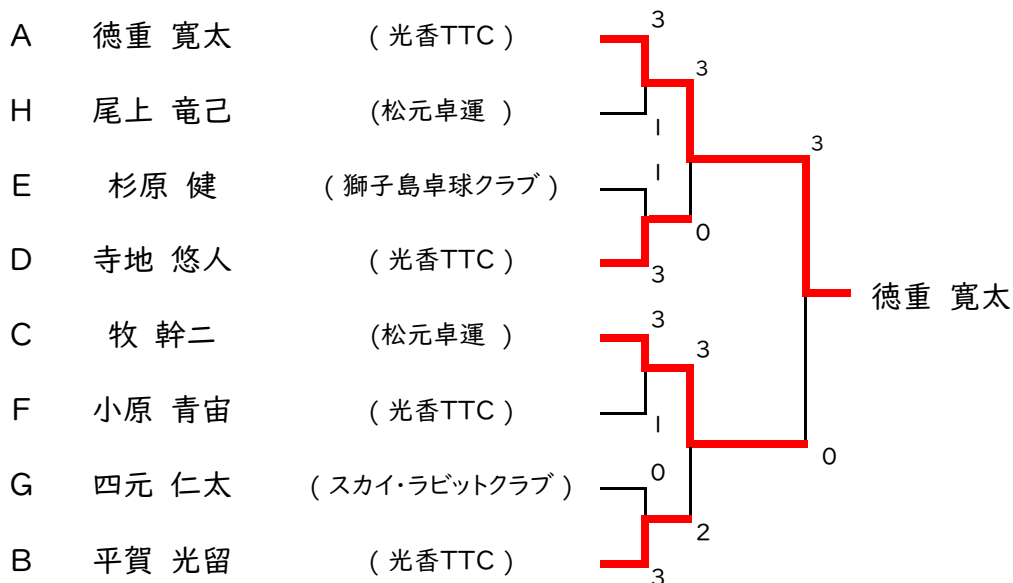 3
A 徳重 寛太 ( 光香TTC )
3
H 尾上 竜己 (松元卓運 )
1
3
1
E 杉原 健 ( 獅子島卓球クラブ )
0
D 寺地 悠人 ( 光香TTC )
3
徳重 寛太
3
C 牧 幹二 (松元卓運 )
3
F 小原 青宙 ( 光香TTC )
1
0
0
G 四元 仁太 ( スカイ・ラビットクラブ )
2
B 平賀 光留 ( 光香TTC )
3